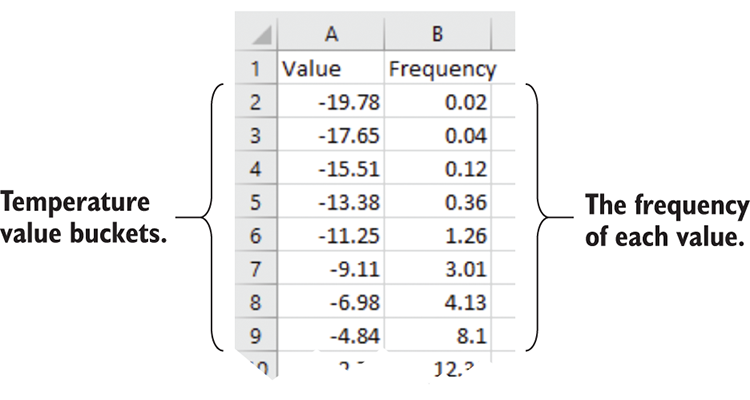 A B
1 Value Frequency
2 -19.78 0.02
3 -17.65 0.04
4 -15.51 0.12
5 -13.38 0.36
6 -11.25 1.26
7 -9.11 3.01
8 -6.98 4.13
9 -4.84 8.1
Temperature
value buckets.
The frequency
of each value.